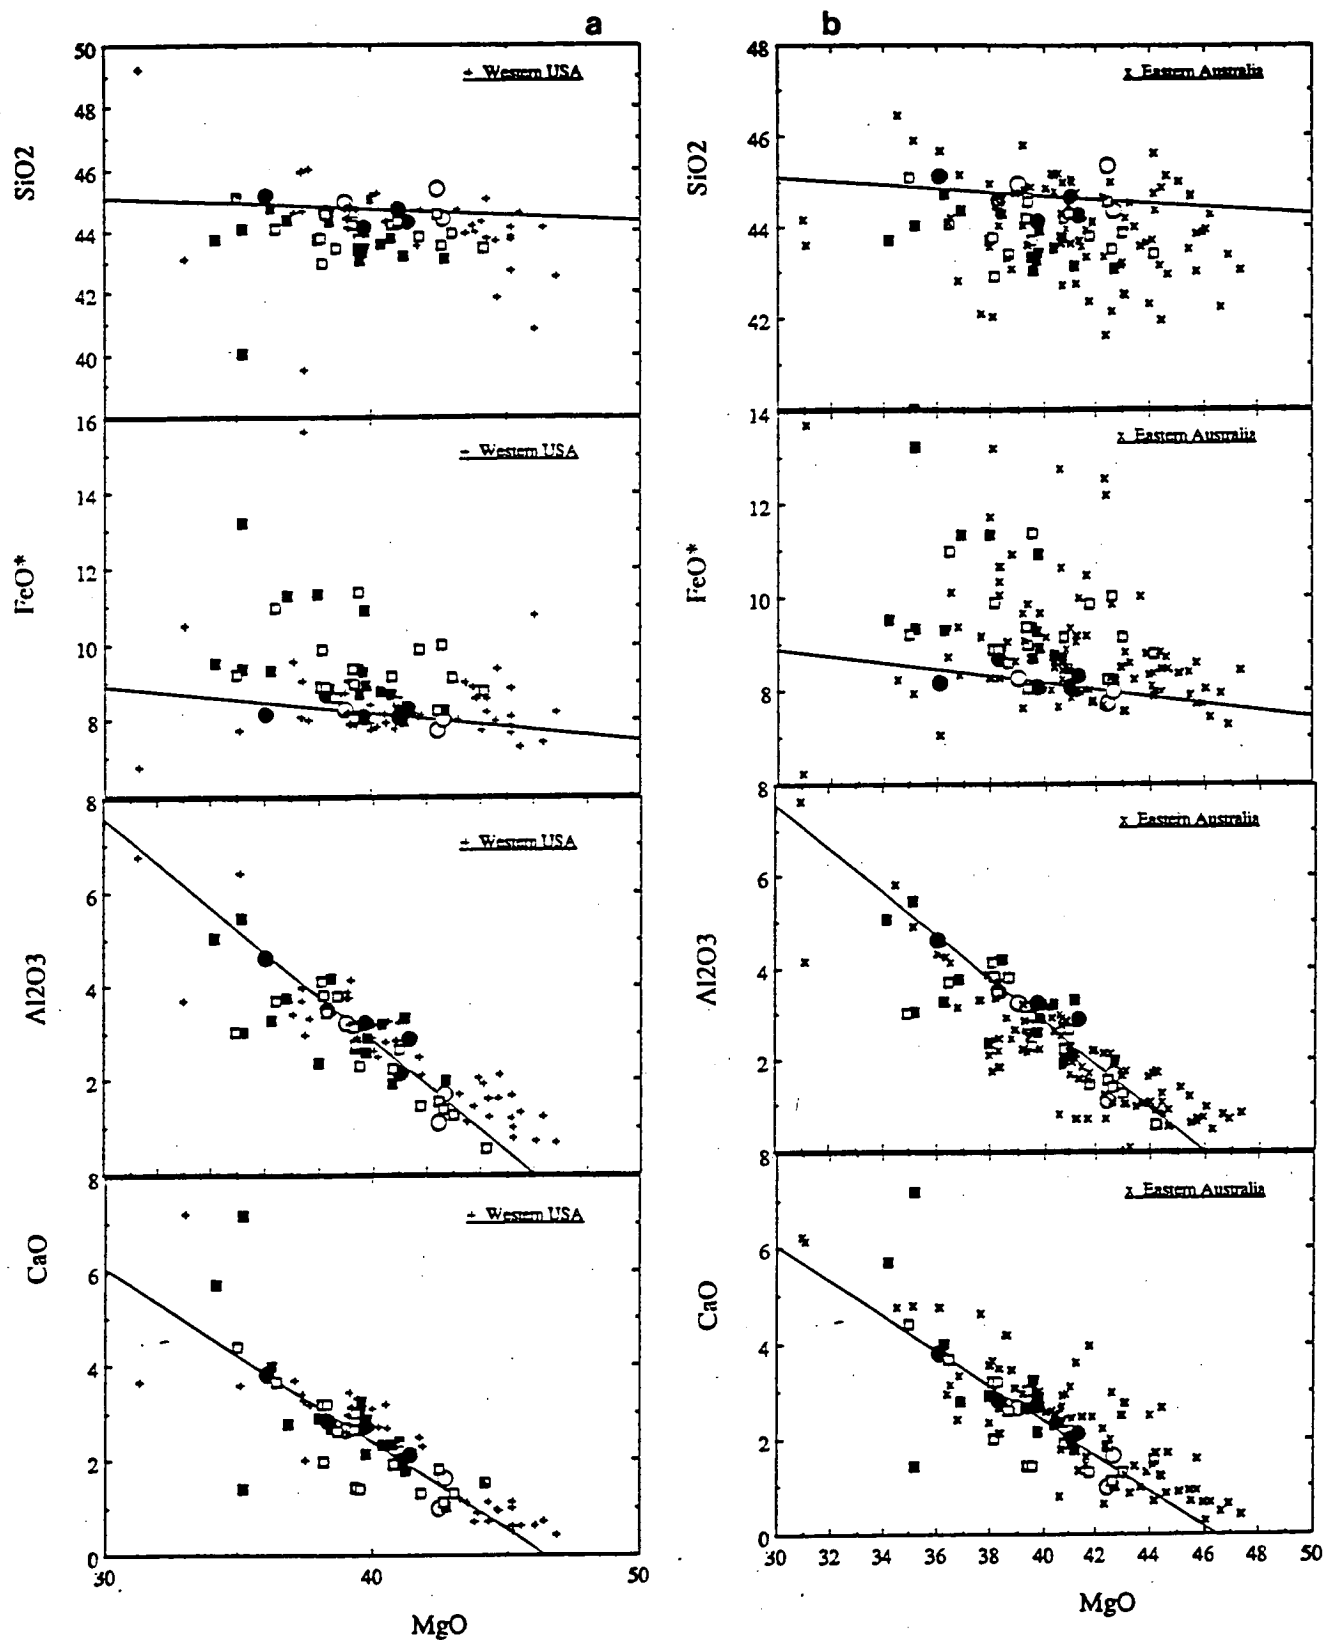 a
50
48
46
44
42
40
SiO2
+ Western USA
16
14
12
10
8
FeO*
+ Western USA
8
6
4
2
Al2O3
+ Western USA
8
6
4
2
0
CaO
+ Western USA
30
40
50
MgO
b
48
46
44
42
SiO2
x Eastern Australia
14
12
10
8
FeO*
x Eastern Australia
8
6
4
2
Al2O3
x Eastern Australia
8
6
4
2
0
CaO
x Eastern Australia
30 32 34 36 38 40 42 44 46 48 50
MgO